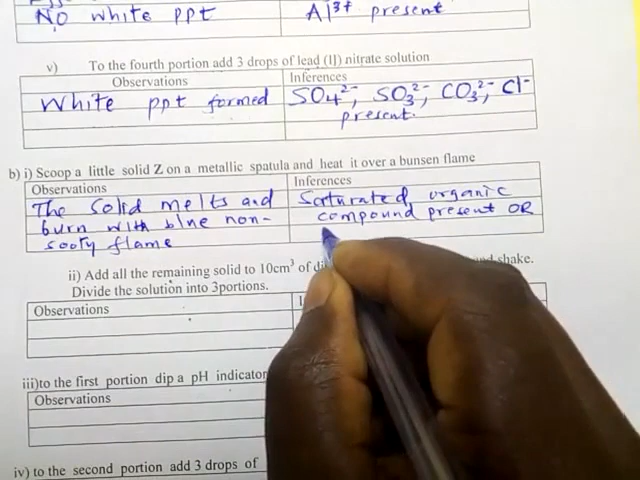 No white ppt
Al3+ present
v) To the fourth portion add 3 drops of lead (II) nitrate solution
Observations
Inferences
White ppt formed
SO₄²⁻, SO₃²⁻, CO₃²⁻, Cl⁻
present.
b) i) Scoop a little solid Z on a metallic spatula and heat it over a bunsen flame
Observations
Inferences
The solid melts and
burn with blue non-
sooty flame
Saturated organic
compound present OR
ii) Add all the remaining solid to 10cm³ of shake.
Divide the solution into 3portions.
Observations
iii)to the first portion dip a pH indicator
Observations
iv) to the second portion add 3 drops of